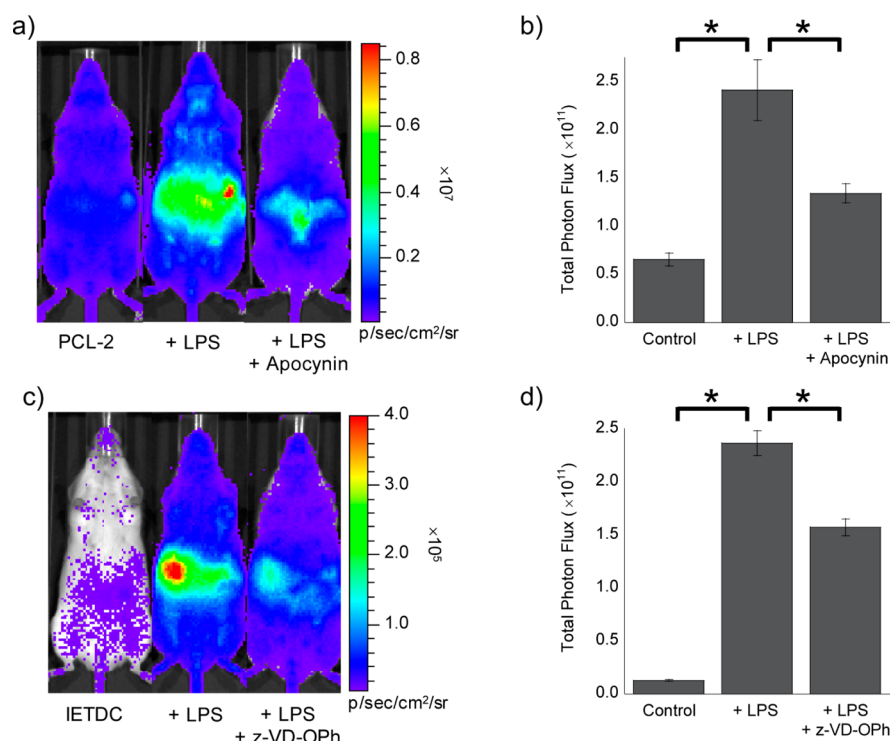 a)
0.8
0.6
0.4
0.2
×10⁷
p/sec/cm²/sr
PCL-2
+ LPS
+ LPS
+ Apocynin
b)
* *
Total Photon Flux ( ×10¹¹)
2.5
2.0
1.5
1.0
0.5
0.0
Control
+ LPS
+ LPS
+ Apocynin
c)
4.0
3.0
2.0
1.0
×10⁵
p/sec/cm²/sr
IETDC
+ LPS
+ LPS
+ z-VD-OPh
d)
* *
Total Photon Flux (×10¹¹)
2.5
2.0
1.5
1.0
0.5
0.0
Control
+ LPS
+ LPS
+ z-VD-OPh